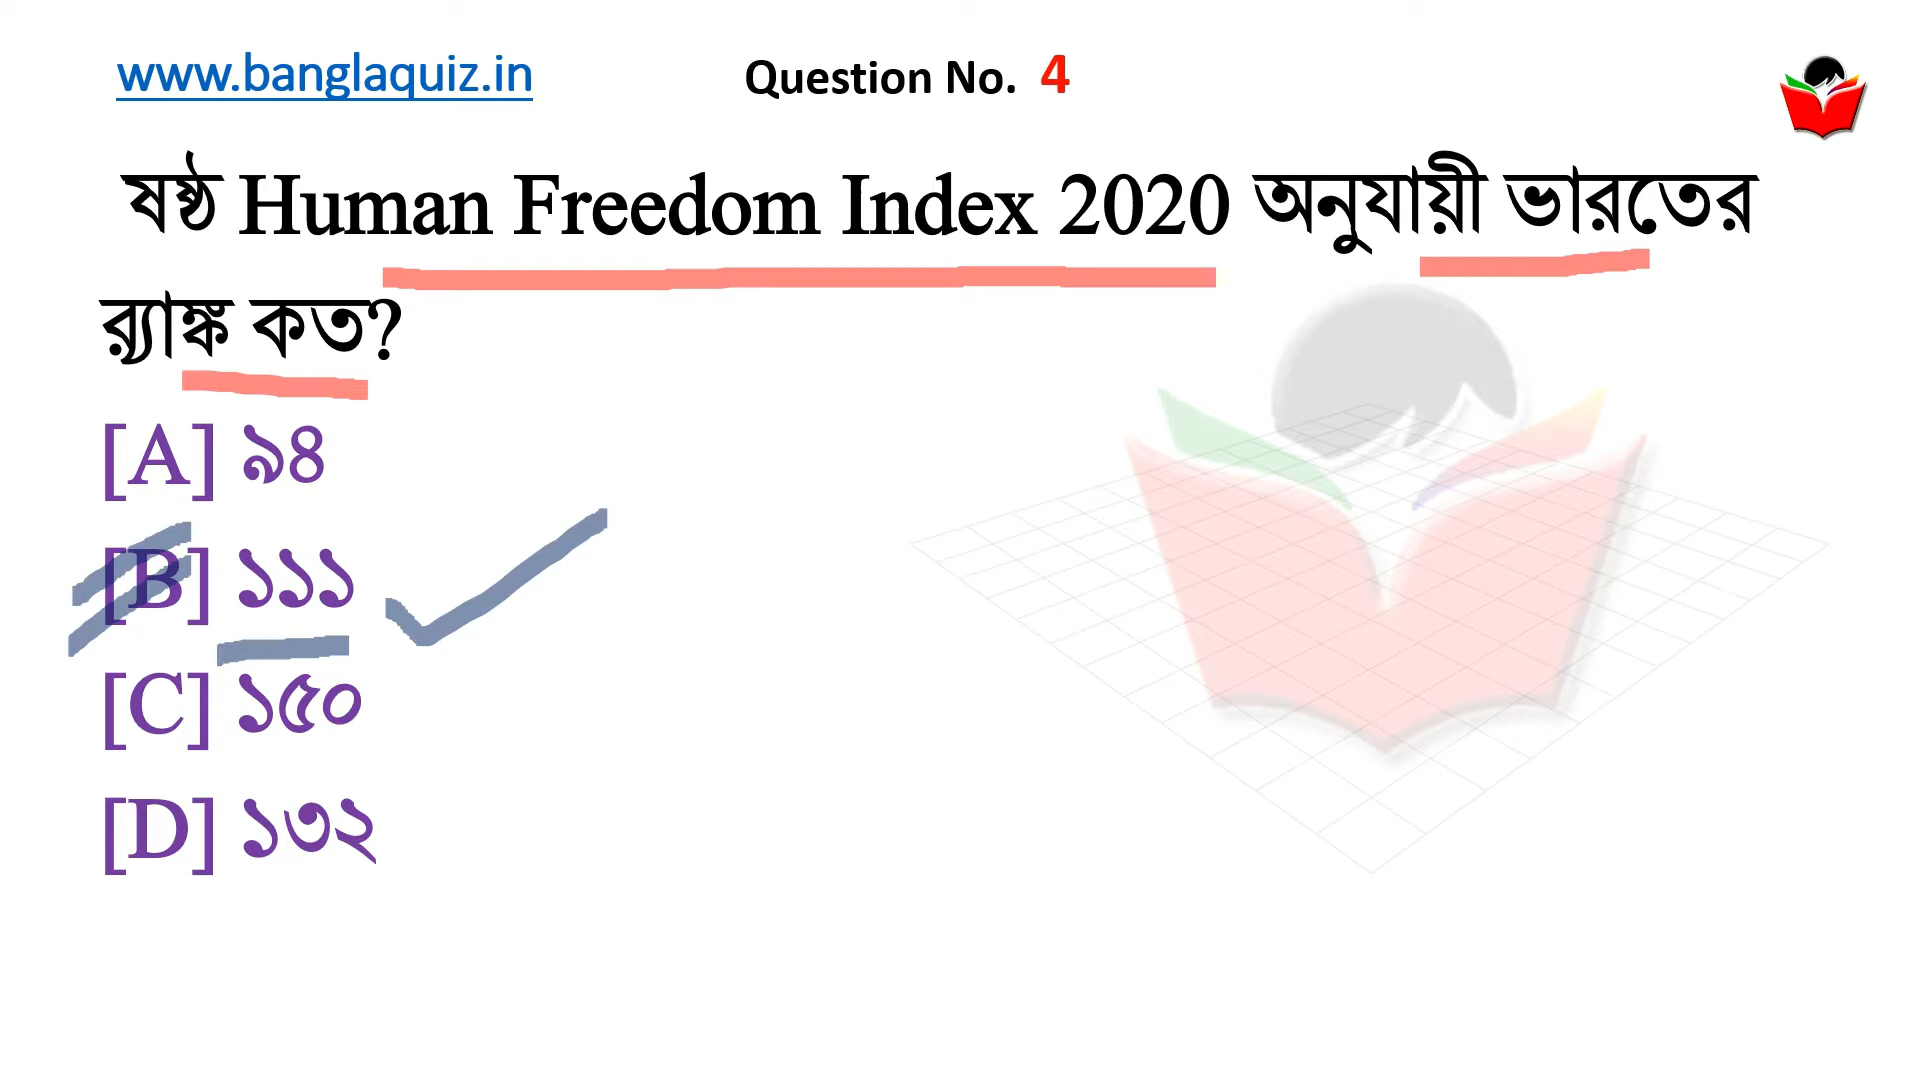 www.banglaquiz.in
Question No. 4
ষষ্ঠ Human Freedom Index 2020 অনুযায়ী ভারতের
র‍্যাঙ্ক কত?
[A] ৯৪
[B] ১১১
[C] ১৫০
[D] ১৩২